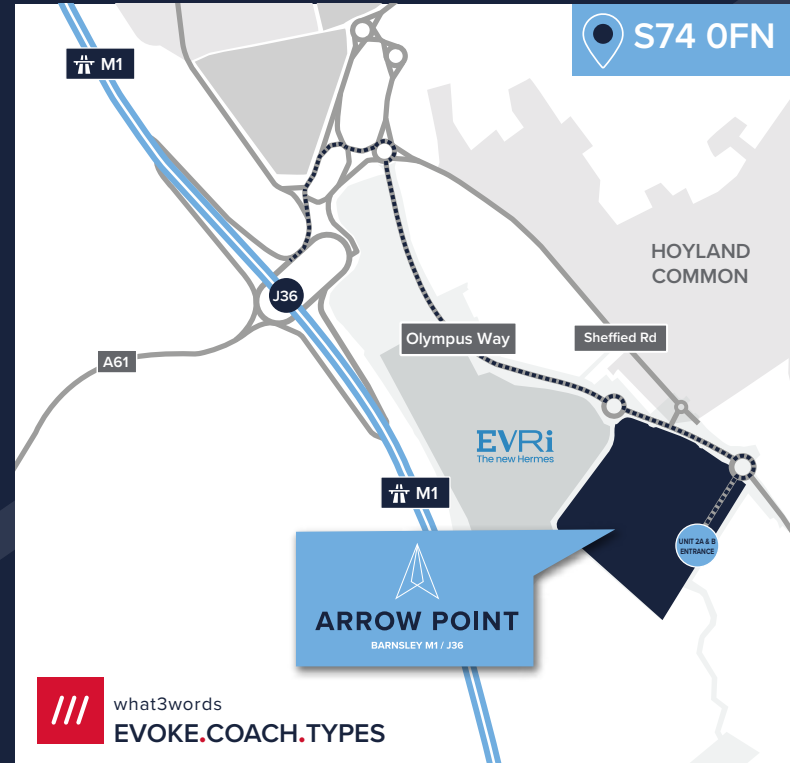 M1
S74 0FN
HOYLAND
COMMON
J36
Olympus Way
Sheffied Rd
A61
EVRi
The new Hermes
M1
UNIT 2A & B
ENTRANCE
ARROW POINT
BARNSLEY M1 / J36
what3words
EVOKE.COACH.TYPES